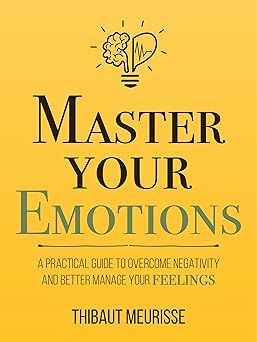 MASTER
YOUR
EMOTIONS
A PRACTICAL GUIDE TO OVERCOME NEGATIVITY
AND BETTER MANAGE YOUR FEELINGS
THIBAUT MEURISSE